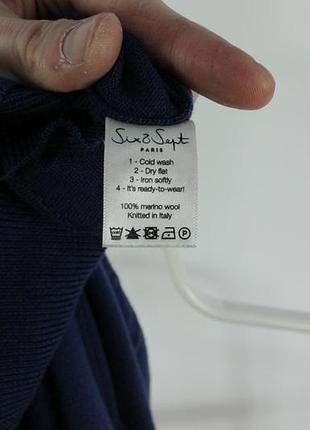 Six&Sept
PARIS
1 - Cold wash
2 - Dry flat
3 - Iron softly
4 - It's ready-to-wear!
100% merino wool
Knitted in Italy
P